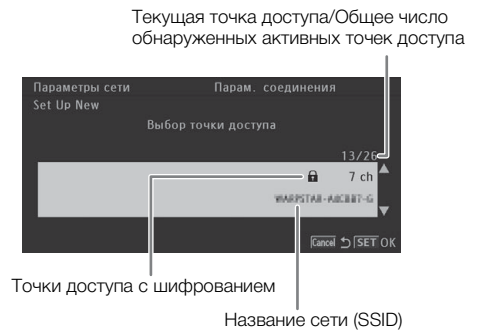 Текущая точка доступа/Общее число
обнаруженных активных точек доступа
Параметры сети Парам. соединения
Set Up New
Выбор точки доступа
13/26
7 ch
Cancel SET OK
Точки доступа с шифрованием
Название сети (SSID)